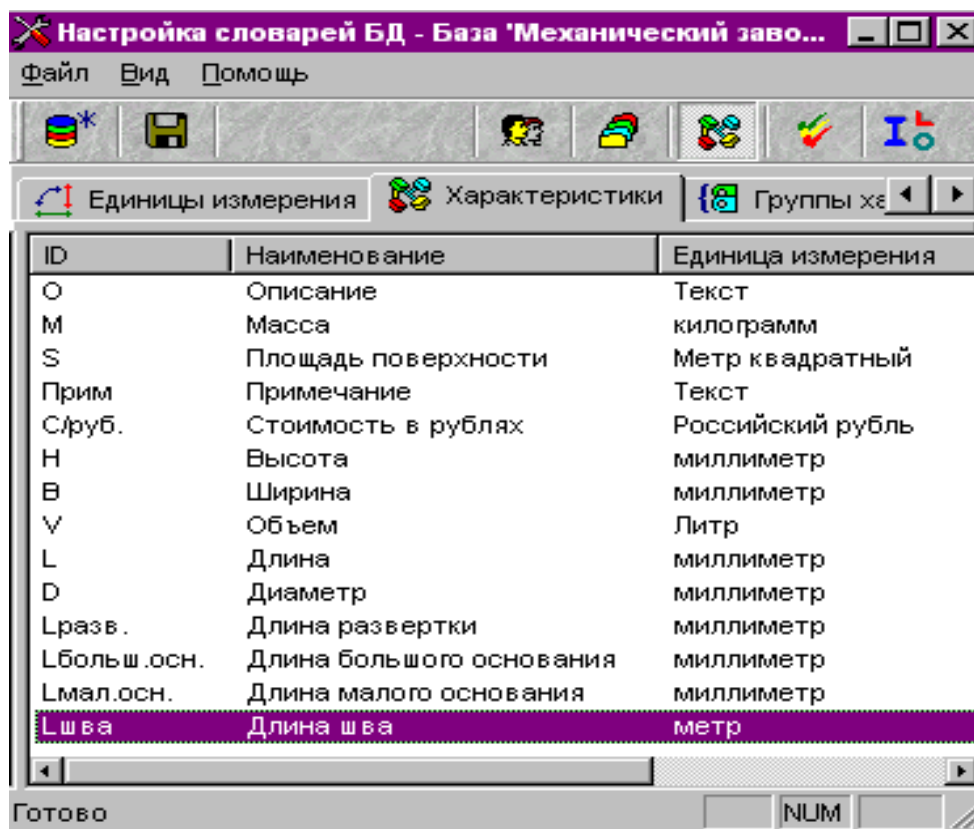 Настройка словарей БД - База 'Механический заво...
Файл Вид Помощь
Единицы измерения Характеристики Группы ха
ID Наименование Единица измерения
О Описание Текст
М Масса килограмм
S Площадь поверхности Метр квадратный
Прим Примечание Текст
С/руб. Стоимость в рублях Российский рубль
H Высота миллиметр
B Ширина миллиметр
V Объем Литр
L Длина миллиметр
D Диаметр миллиметр
Lразв. Длина развертки миллиметр
Lбольш.осн. Длина большого основания миллиметр
Lмал.осн. Длина малого основания миллиметр
Lшва Длина шва метр
Готово NUM